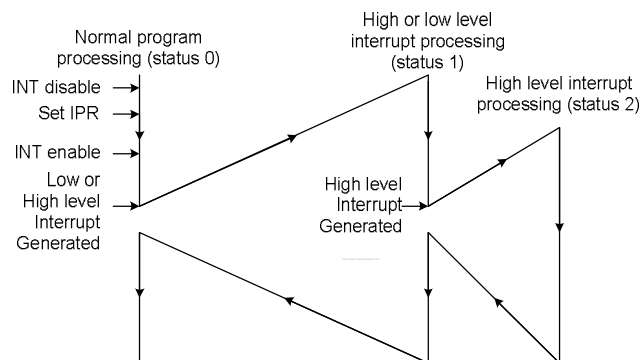 Normal program
processing (status 0)
INT disable
Set IPR
INT enable
Low or
High level
Interrupt
Generated
High or low level
interrupt processing
(status 1)
High level
Interrupt
Generated
High level interrupt
processing (status 2)